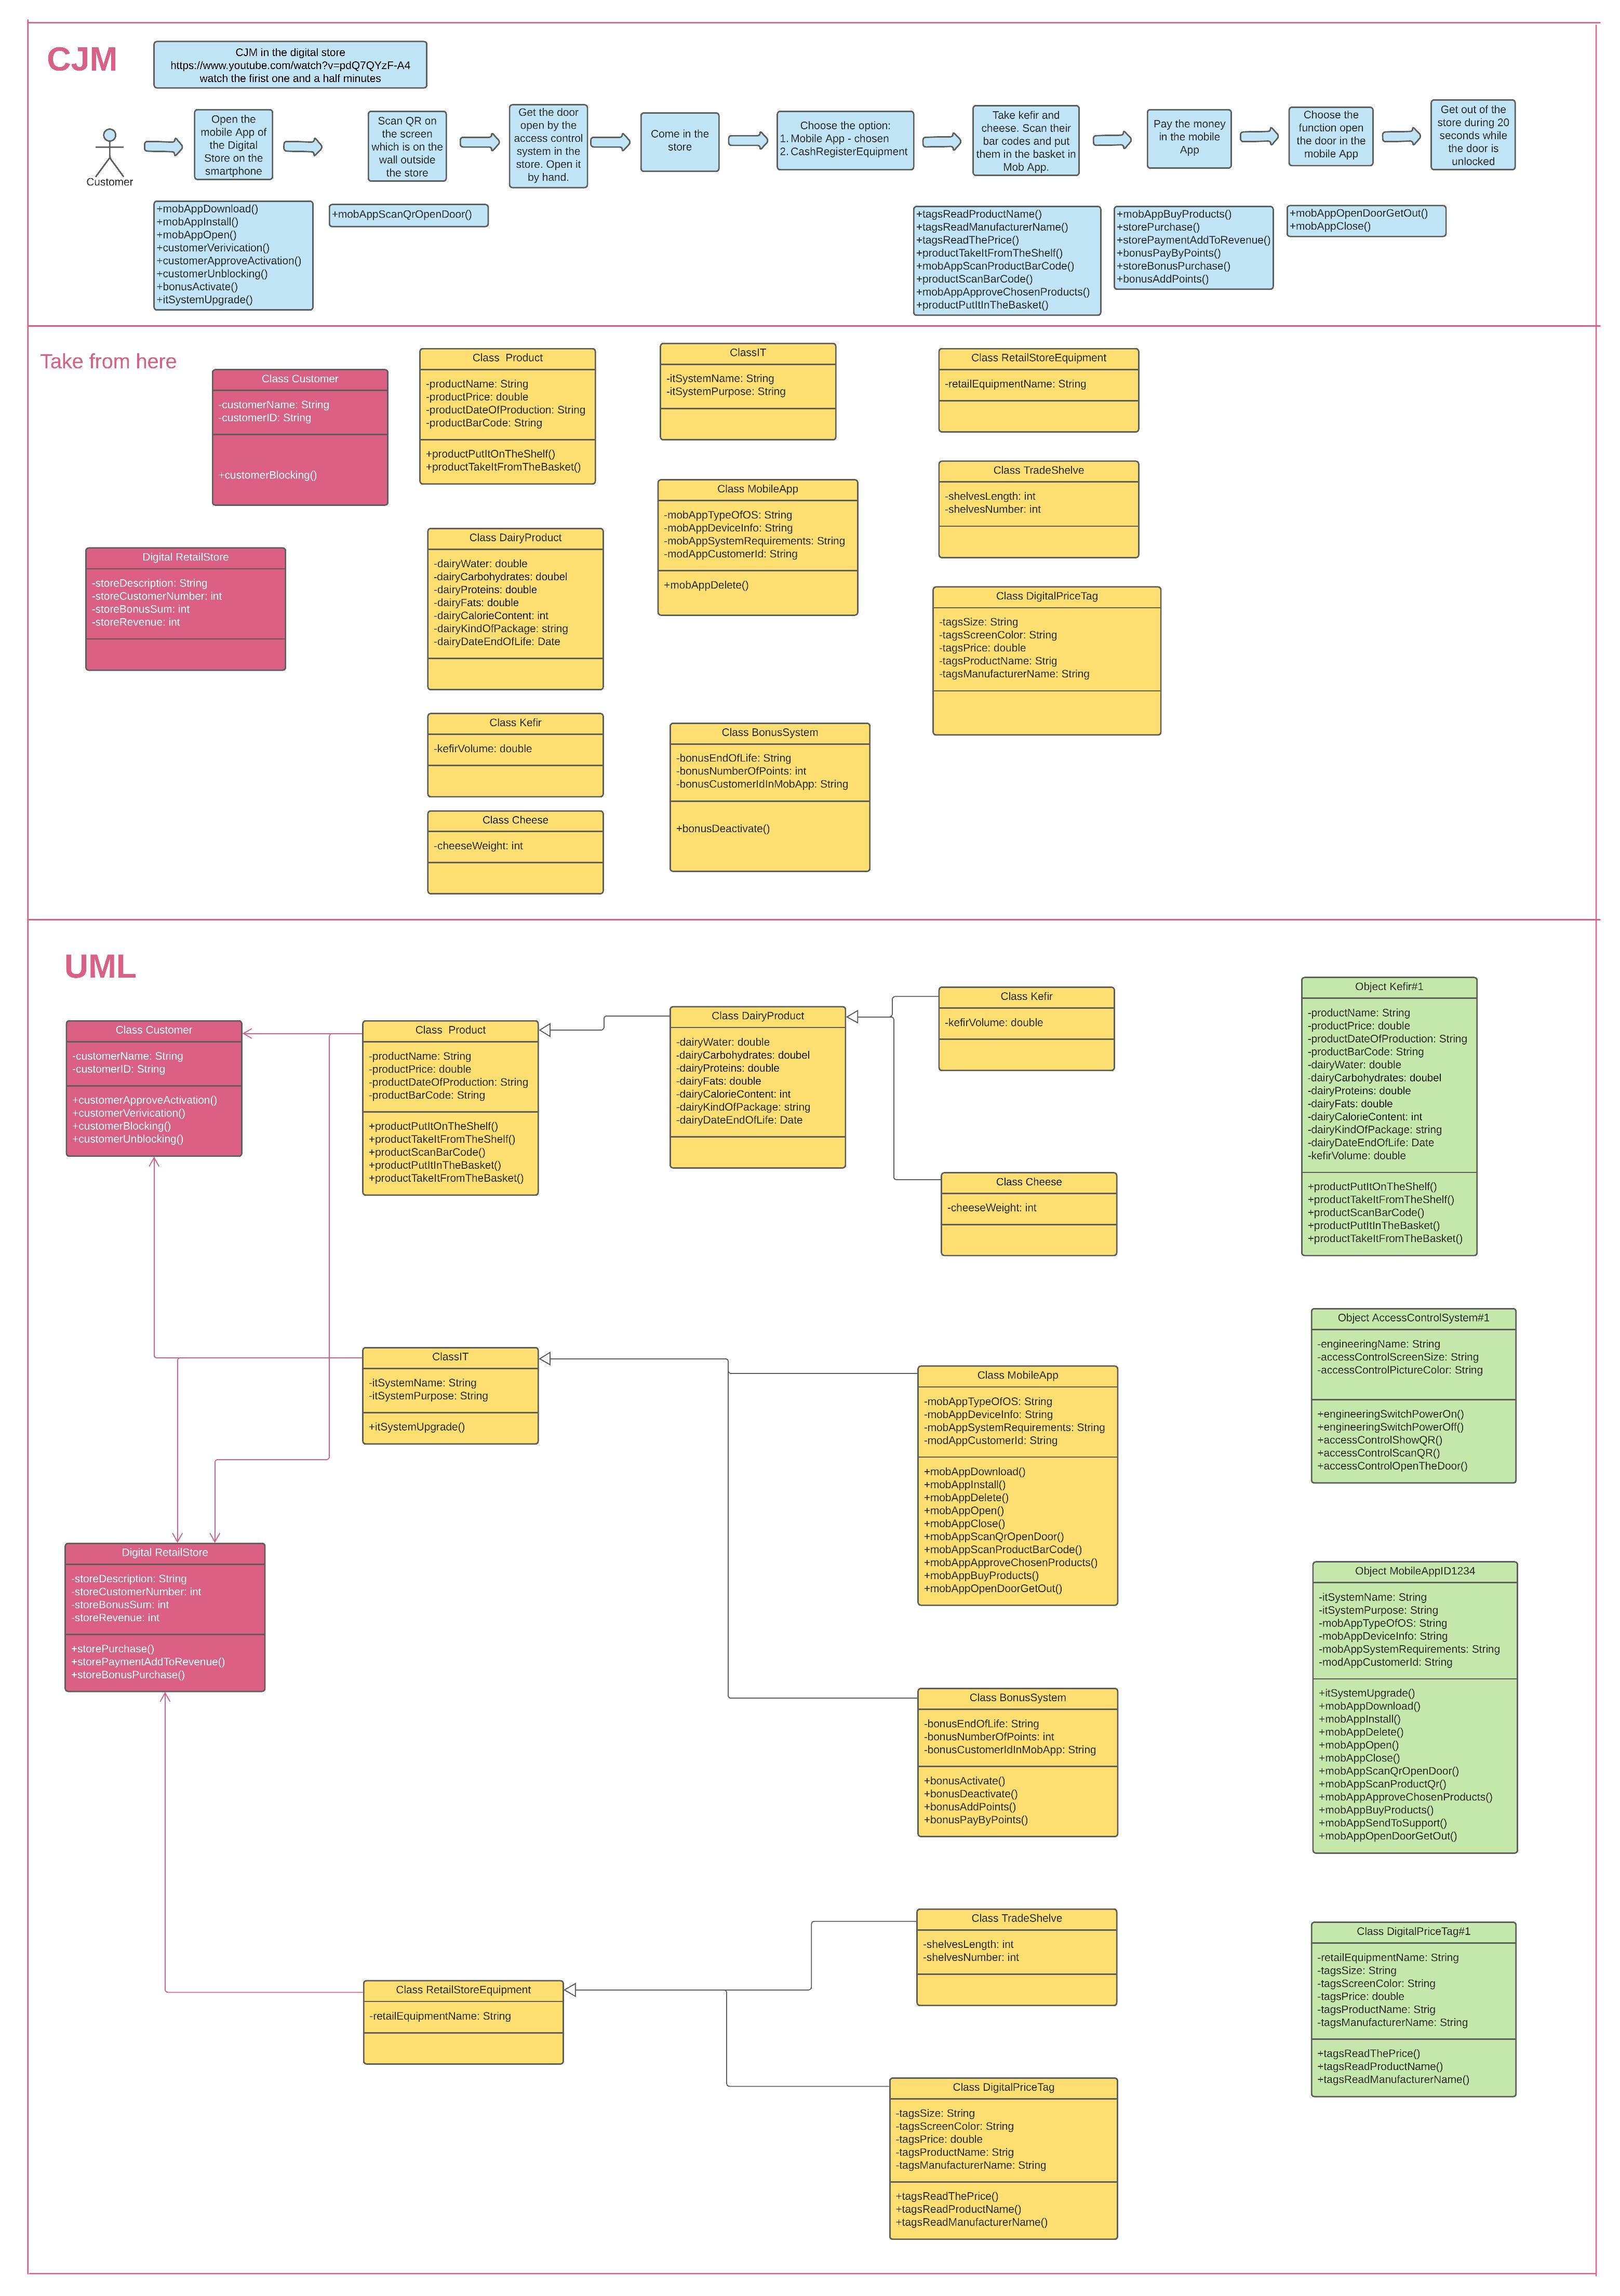 CJM
CJM in the digital store
https://www.youtube.com/watch?v=pdQ7QYzF-A4
watch the firist one and a half minutes
Customer
Open the
mobile App of
the Digital
Store on the
smartphone
Scan QR on
the screen
which is on the
wall outside
the store
Get the door
open by the
access control
system in the
store. Open it
by hand.
Come in the
store
Choose the option:
1. Mobile App - chosen
2. CashRegisterEquipment
Take kefir and
cheese. Scan their
bar codes and put
them in the basket in
Mob App.
Pay the money
in the mobile
App
Choose the
function open
the door in the
mobile App
Get out of the
store during 20
seconds while
the door is
unlocked
+mobAppDownload()
+mobAppInstall()
+mobAppOpen()
+customerVerivication()
+customerApproveActivation()
+customerUnblocking()
+bonusActivate()
+itSystemUpgrade()
+mobAppScanQrOpenDoor()
+tagsReadProductName()
+tagsReadManufacturerName()
+tagsReadThePrice()
+productTakeItFromTheShelf()
+mobAppScanProductBarCode()
+productScanBarCode()
+mobAppApproveChosenProducts()
+productPutItInTheBasket()
+mobAppBuyProducts()
+storePurchase()
+storePaymentAddToRevenue()
+bonusPayByPoints()
+storeBonusPurchase()
+bonusAddPoints()
+mobAppOpenDoorGetOut()
+mobAppClose()
Take from here
Class Customer
-customerName: String
-customerID: String
+customerBlocking()
Digital RetailStore
-storeDescription: String
-storeCustomerNumber: int
-storeBonusSum: int
-storeRevenue: int
Class  Product
-productName: String
-productPrice: double
-productDateOfProduction: String
-productBarCode: String
+productPutItOnTheShelf()
+productTakeItFromTheBasket()
Class DairyProduct
-dairyWater: double
-dairyCarbohydrates: doubel
-dairyProteins: double
-dairyFats: double
-dairyCalorieContent: int
-dairyKindOfPackage: string
-dairyDateEndOfLife: Date
Class Kefir
-kefirVolume: double
Class Cheese
-cheeseWeight: int
ClassIT
-itSystemName: String
-itSystemPurpose: String
Class MobileApp
-mobAppTypeOfOS: String
-mobAppDeviceInfo: String
-mobAppSystemRequirements: String
-modAppCustomerId: String
+mobAppDelete()
Class BonusSystem
-bonusEndOfLife: String
-bonusNumberOfPoints: int
-bonusCustomerIdInMobApp: String
+bonusDeactivate()
Class RetailStoreEquipment
-retailEquipmentName: String
Class TradeShelve
-shelvesLength: int
-shelvesNumber: int
Class DigitalPriceTag
-tagsSize: String
-tagsScreenColor: String
-tagsPrice: double
-tagsProductName: Strig
-tagsManufacturerName: String
UML
Class Customer
-customerName: String
-customerID: String
+customerApproveActivation()
+customerVerivication()
+customerBlocking()
+customerUnblocking()
Class  Product
-productName: String
-productPrice: double
-productDateOfProduction: String
-productBarCode: String
+productPutItOnTheShelf()
+productTakeItFromTheShelf()
+productScanBarCode()
+productPutItInTheBasket()
+productTakeItFromTheBasket()
Class DairyProduct
-dairyWater: double
-dairyCarbohydrates: doubel
-dairyProteins: double
-dairyFats: double
-dairyCalorieContent: int
-dairyKindOfPackage: string
-dairyDateEndOfLife: Date
Class Kefir
-kefirVolume: double
Class Cheese
-cheeseWeight: int
Object Kefir#1
-productName: String
-productPrice: double
-productDateOfProduction: String
-productBarCode: String
-dairyWater: double
-dairyCarbohydrates: doubel
-dairyProteins: double
-dairyFats: double
-dairyCalorieContent: int
-dairyKindOfPackage: string
-dairyDateEndOfLife: Date
-kefirVolume: double
+productPutItOnTheShelf()
+productTakeItFromTheShelf()
+productScanBarCode()
+productPutItInTheBasket()
+productTakeItFromTheBasket()
ClassIT
-itSystemName: String
-itSystemPurpose: String
+itSystemUpgrade()
Class MobileApp
-mobAppTypeOfOS: String
-mobAppDeviceInfo: String
-mobAppSystemRequirements: String
-modAppCustomerId: String
+mobAppDownload()
+mobAppInstall()
+mobAppDelete()
+mobAppOpen()
+mobAppClose()
+mobAppScanQrOpenDoor()
+mobAppScanProductBarCode()
+mobAppApproveChosenProducts()
+mobAppBuyProducts()
+mobAppOpenDoorGetOut()
Object AccessControlSystem#1
-engineeringName: String
-accessControlScreenSize: String
-accessControlPictureColor: String
+engineeringSwitchPowerOn()
+engineeringSwitchPowerOff()
+accessControlShowQR()
+accessControlScanQR()
+accessControlOpenTheDoor()
Digital RetailStore
-storeDescription: String
-storeCustomerNumber: int
-storeBonusSum: int
-storeRevenue: int
+storePurchase()
+storePaymentAddToRevenue()
+storeBonusPurchase()
Object MobileAppID1234
-itSystemName: String
-itSystemPurpose: String
-mobAppTypeOfOS: String
-mobAppDeviceInfo: String
-mobAppSystemRequirements: String
-modAppCustomerId: String
+itSystemUpgrade()
+mobAppDownload()
+mobAppInstall()
+mobAppDelete()
+mobAppOpen()
+mobAppClose()
+mobAppScanQrOpenDoor()
+mobAppScanProductQr()
+mobAppApproveChosenProducts()
+mobAppBuyProducts()
+mobAppSendToSupport()
+mobAppOpenDoorGetOut()
Class BonusSystem
-bonusEndOfLife: String
-bonusNumberOfPoints: int
-bonusCustomerIdInMobApp: String
+bonusActivate()
+bonusDeactivate()
+bonusAddPoints()
+bonusPayByPoints()
Class TradeShelve
-shelvesLength: int
-shelvesNumber: int
Class RetailStoreEquipment
-retailEquipmentName: String
Class DigitalPriceTag#1
-retailEquipmentName: String
-tagsSize: String
-tagsScreenColor: String
-tagsPrice: double
-tagsProductName: Strig
-tagsManufacturerName: String
+tagsReadThePrice()
+tagsReadProductName()
+tagsReadManufacturerName()
Class DigitalPriceTag
-tagsSize: String
-tagsScreenColor: String
-tagsPrice: double
-tagsProductName: Strig
-tagsManufacturerName: String
+tagsReadThePrice()
+tagsReadProductName()
+tagsReadManufacturerName()